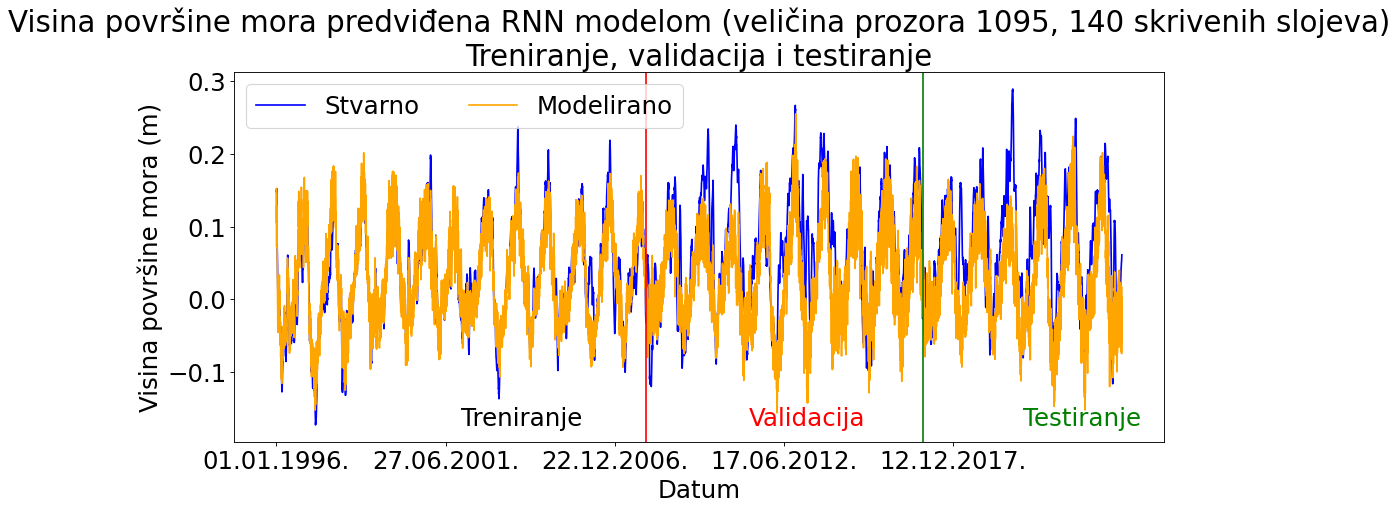 Visina površine mora predviđena RNN modelom (veličina prozora 1095, 140 skrivenih slojeva)
Treniranje, validacija i testiranje
Stvarno Modelirano
Visina površine mora (m)
0.3
0.2
0.1
0.0
−0.1
Treniranje Validacija Testiranje
01.01.1996. 27.06.2001. 22.12.2006. 17.06.2012. 12.12.2017.
Datum